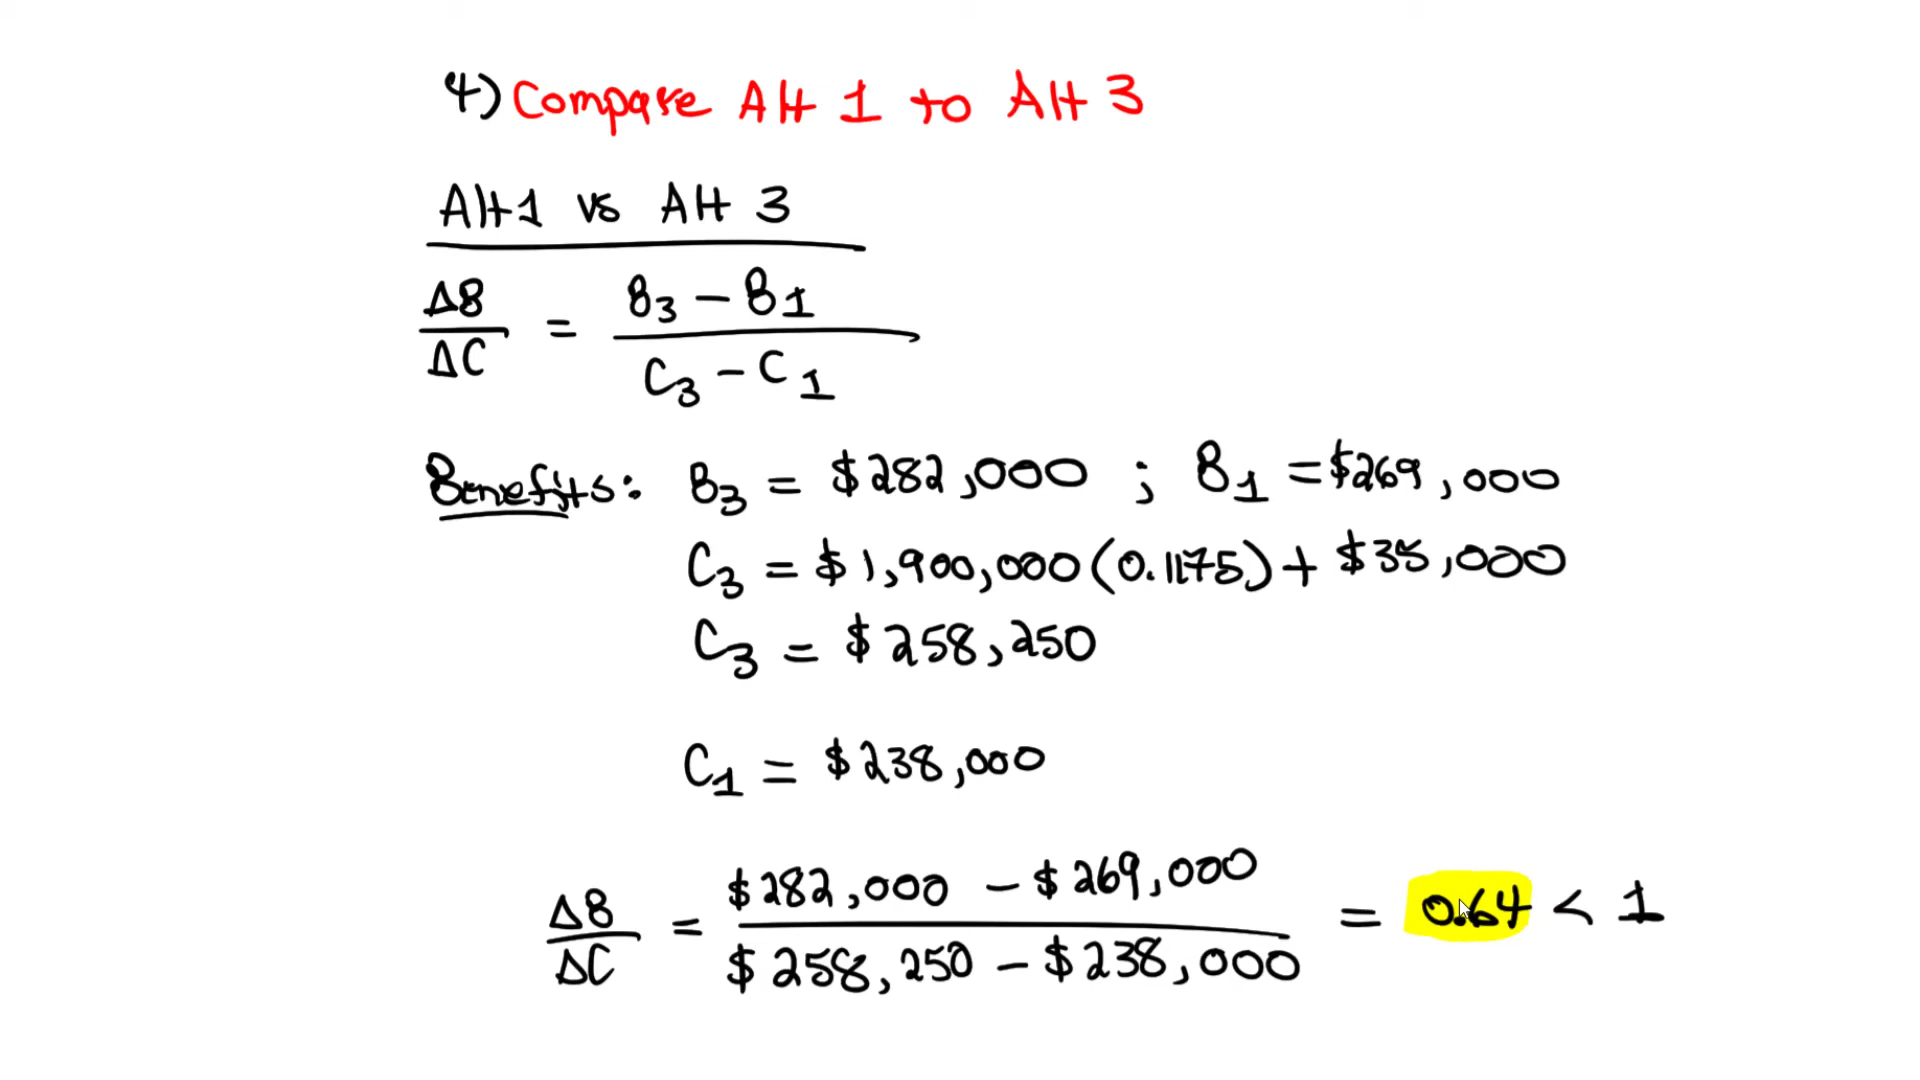 4) Compare Alt 1 to Alt 3
Alt 1 vs Alt 3
ΔB/ΔC = (B₃ − B₁)/(C₃ − C₁)
Benefits: B₃ = $282,000 ; B₁ = $269,000
C₃ = $1,900,000(0.1175) + $35,000
C₃ = $258,250
C₁ = $238,000
ΔB/ΔC = ($282,000 − $269,000)/($258,250 − $238,000) = 0.64 < 1